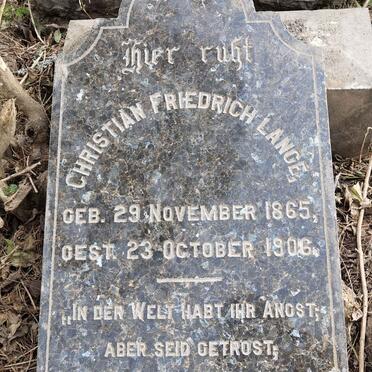 Hier ruht
CHRISTIAN FRIEDRICH LANGE,
GEB. 29 NOVEMBER 1865,
GEST. 23 OCTOBER 1906.
„IN DER WELT HABT IHR ANGST;
ABER SEID GETROST,